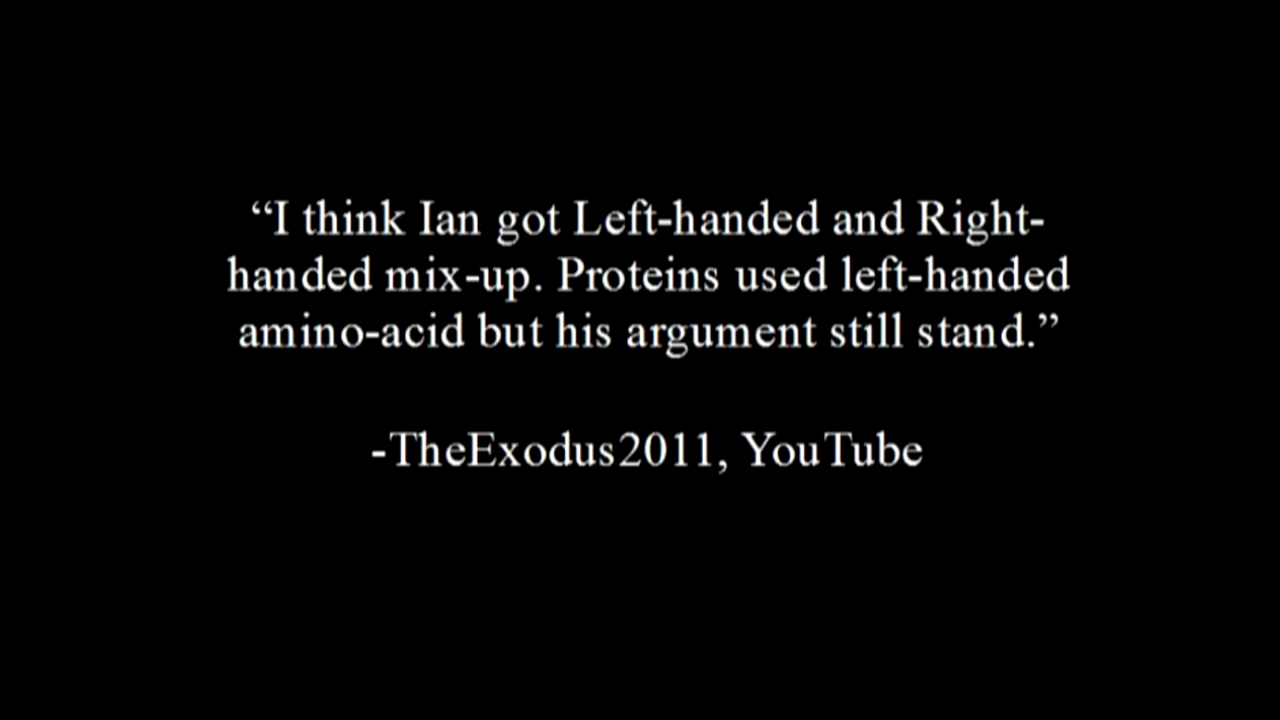 “I think Ian got Left-handed and Right-
handed mix-up. Proteins used left-handed
amino-acid but his argument still stand.”
-TheExodus2011, YouTube